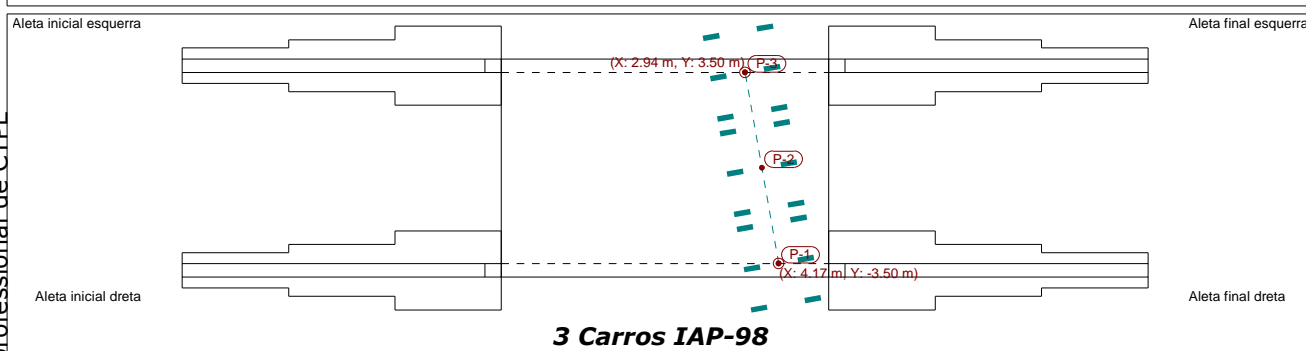 Aleta inicial esquerra
Aleta final esquerra
(X: 2.94 m, Y: 3.50 m)
P-3
P-2
P-1
(X: 4.17 m, Y: -3.50 m)
Aleta inicial dreta
Aleta final dreta
3 Carros IAP-98